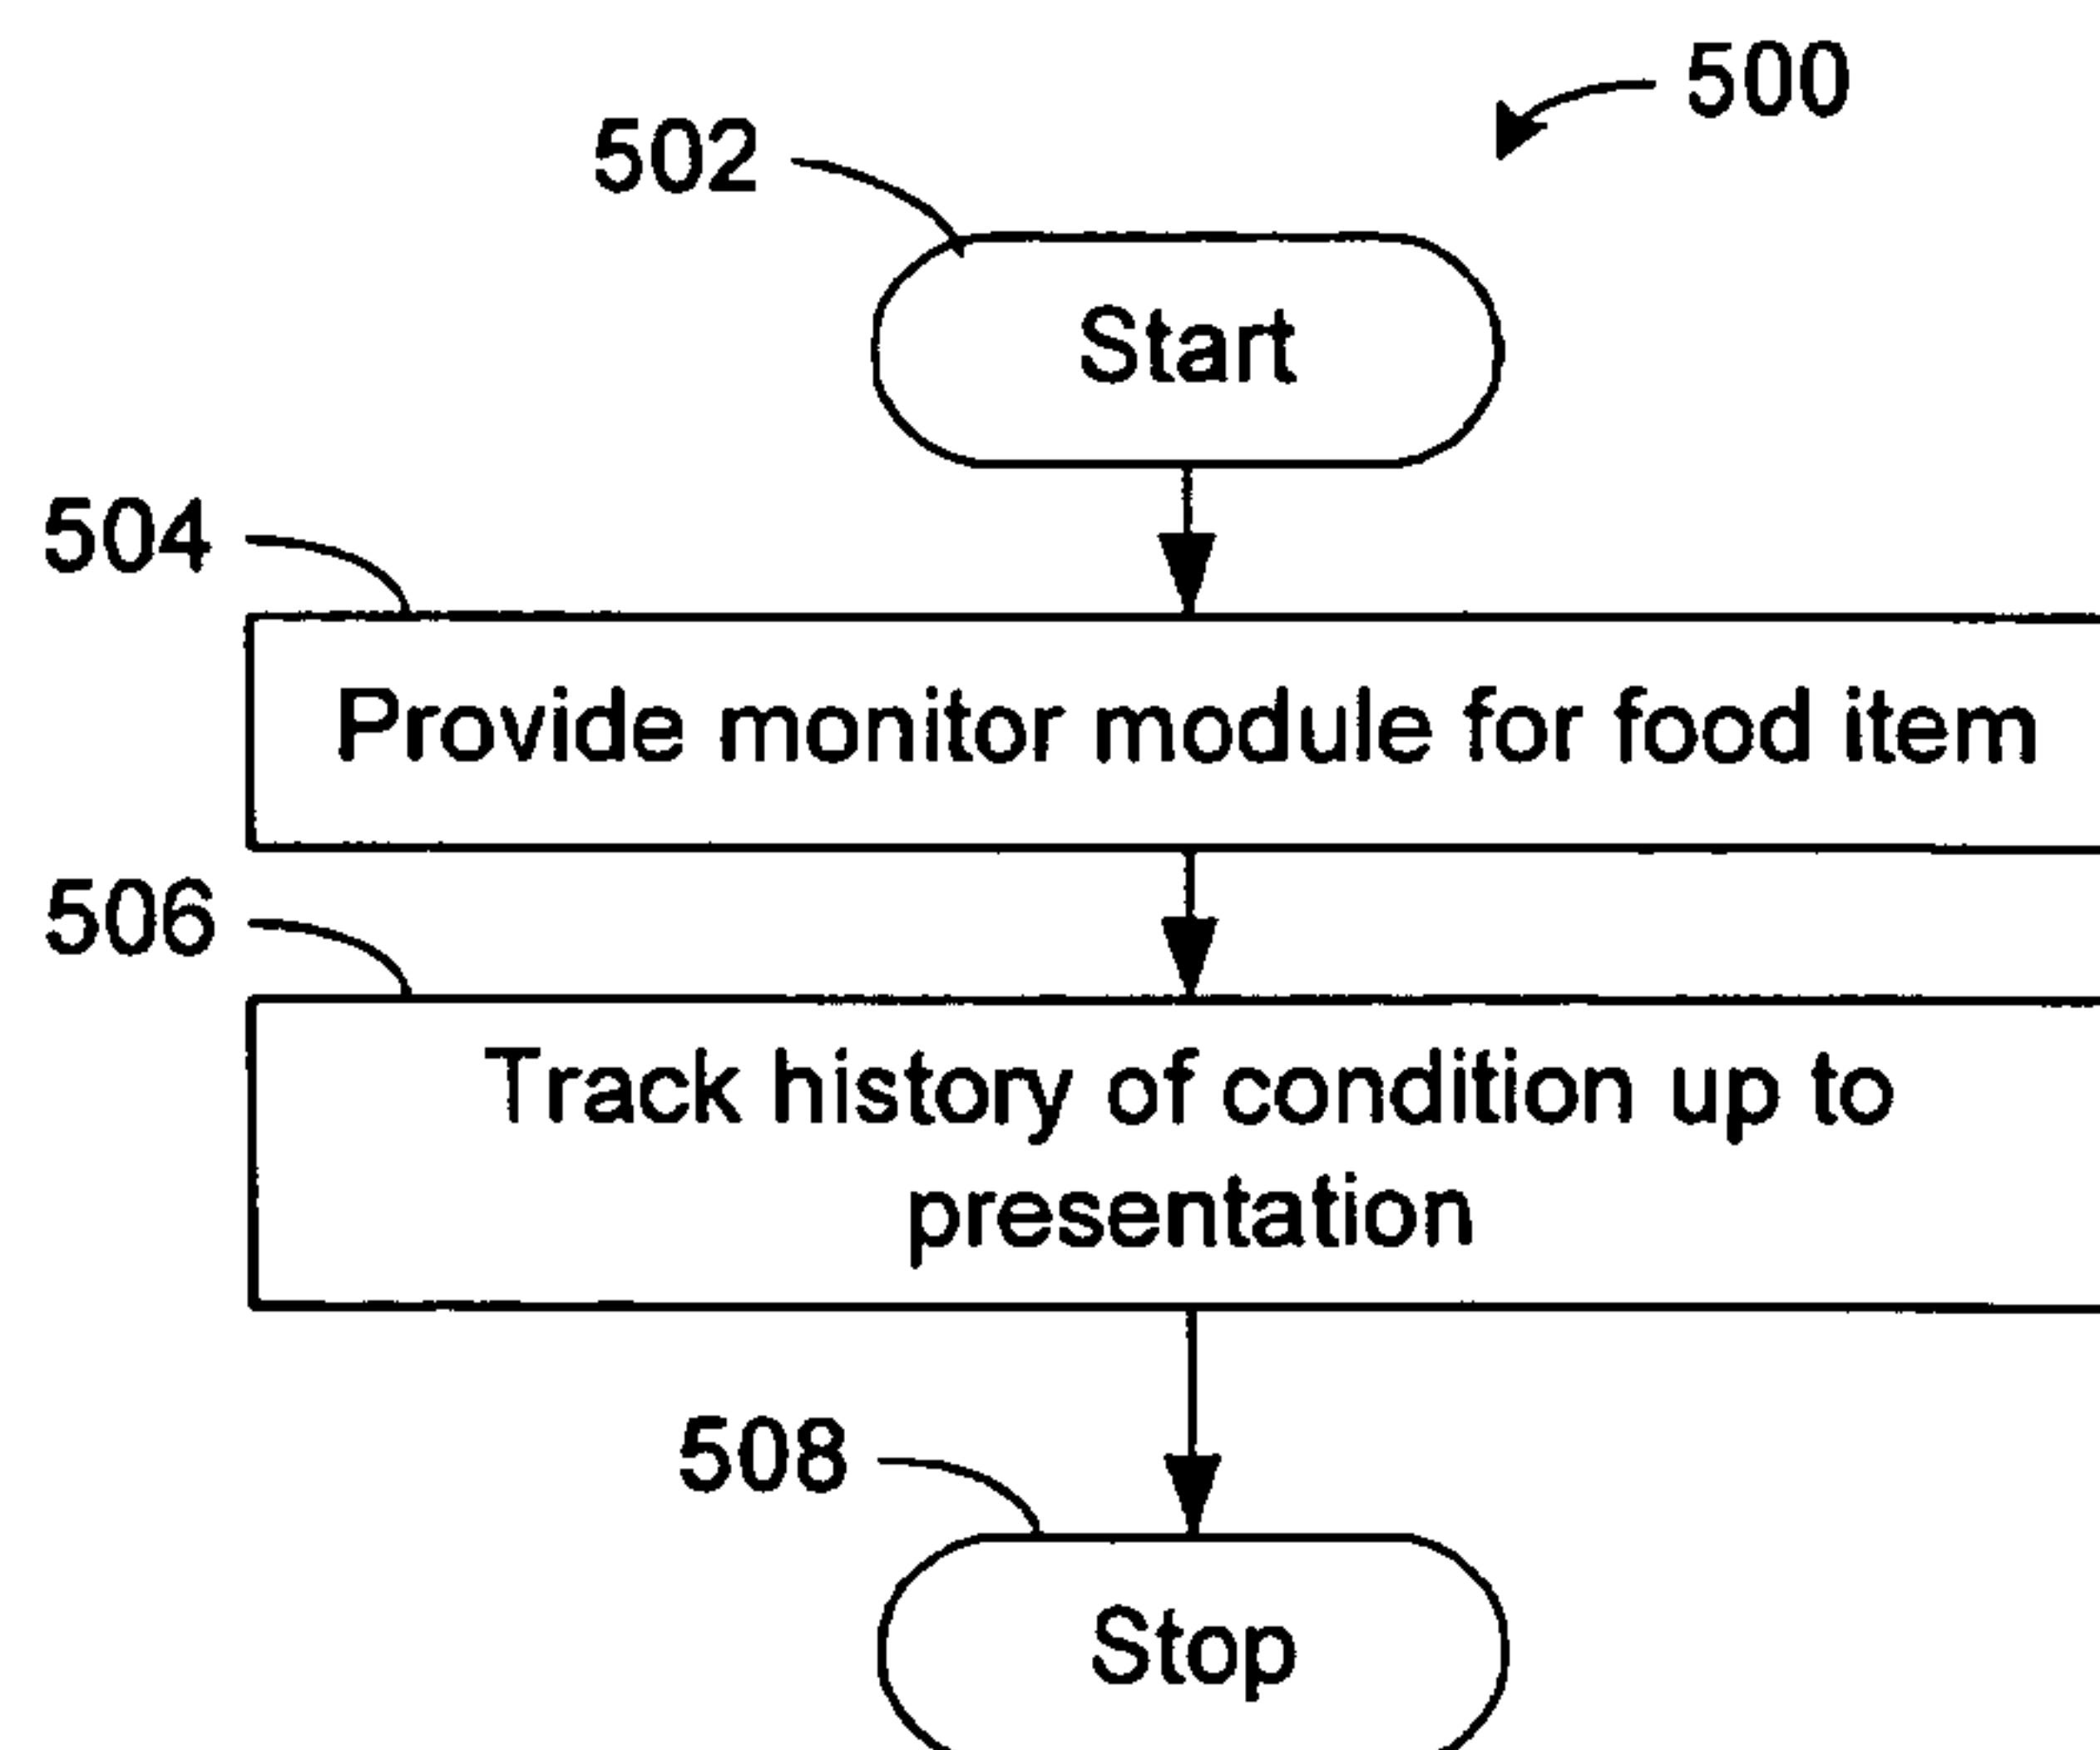 500
502
Start
504
Provide monitor module for food item
506
Track history of condition up to
presentation
508
Stop